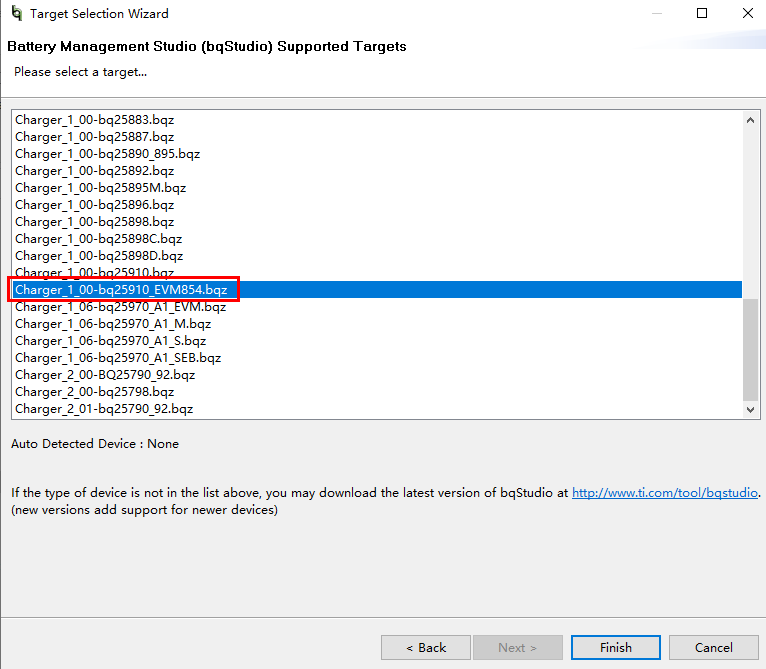 Target Selection Wizard
Battery Management Studio (bqStudio) Supported Targets
Please select a target...
Charger_1_00-bq25883.bqz
Charger_1_00-bq25887.bqz
Charger_1_00-bq25890_895.bqz
Charger_1_00-bq25892.bqz
Charger_1_00-bq25895M.bqz
Charger_1_00-bq25896.bqz
Charger_1_00-bq25898.bqz
Charger_1_00-bq25898C.bqz
Charger_1_00-bq25898D.bqz
Charger_1_00-bq25910.bqz
Charger_1_00-bq25910_EVM854.bqz
Charger_1_06-bq25970_A1_EVM.bqz
Charger_1_06-bq25970_A1_M.bqz
Charger_1_06-bq25970_A1_S.bqz
Charger_1_06-bq25970_A1_SEB.bqz
Charger_2_00-BQ25790_92.bqz
Charger_2_00-bq25798.bqz
Charger_2_01-bq25790_92.bqz
Auto Detected Device : None
If the type of device is not in the list above, you may download the latest version of bqStudio at http://www.ti.com/tool/bqstudio.
(new versions add support for newer devices)
< Back Next > Finish Cancel